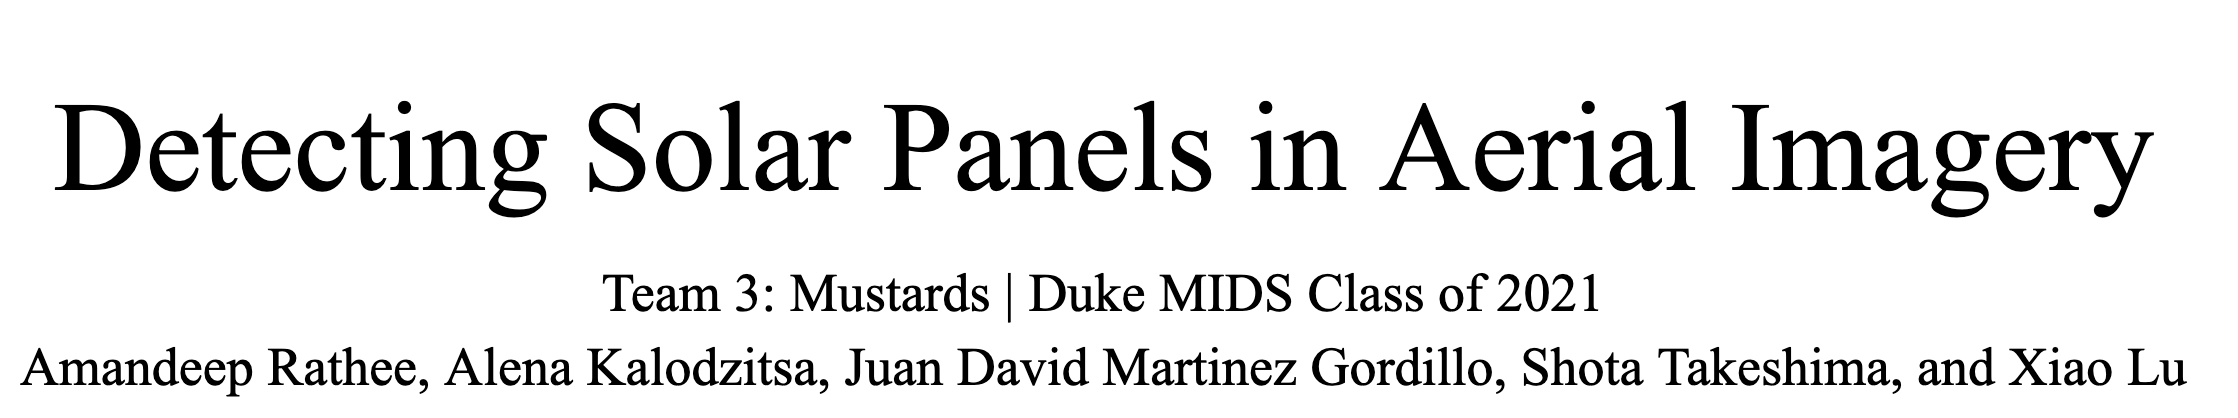 Detecting Solar Panels in Aerial Imagery
Team 3: Mustards | Duke MIDS Class of 2021
Amandeep Rathee, Alena Kalodzitsa, Juan David Martinez Gordillo, Shota Takeshima, and Xiao Lu